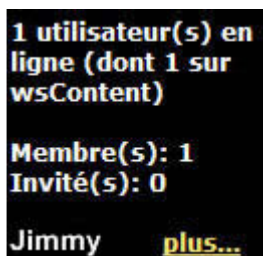 1 utilisateur(s) en
ligne (dont 1 sur
wsContent)
Membre(s): 1
Invité(s): 0
Jimmy plus...